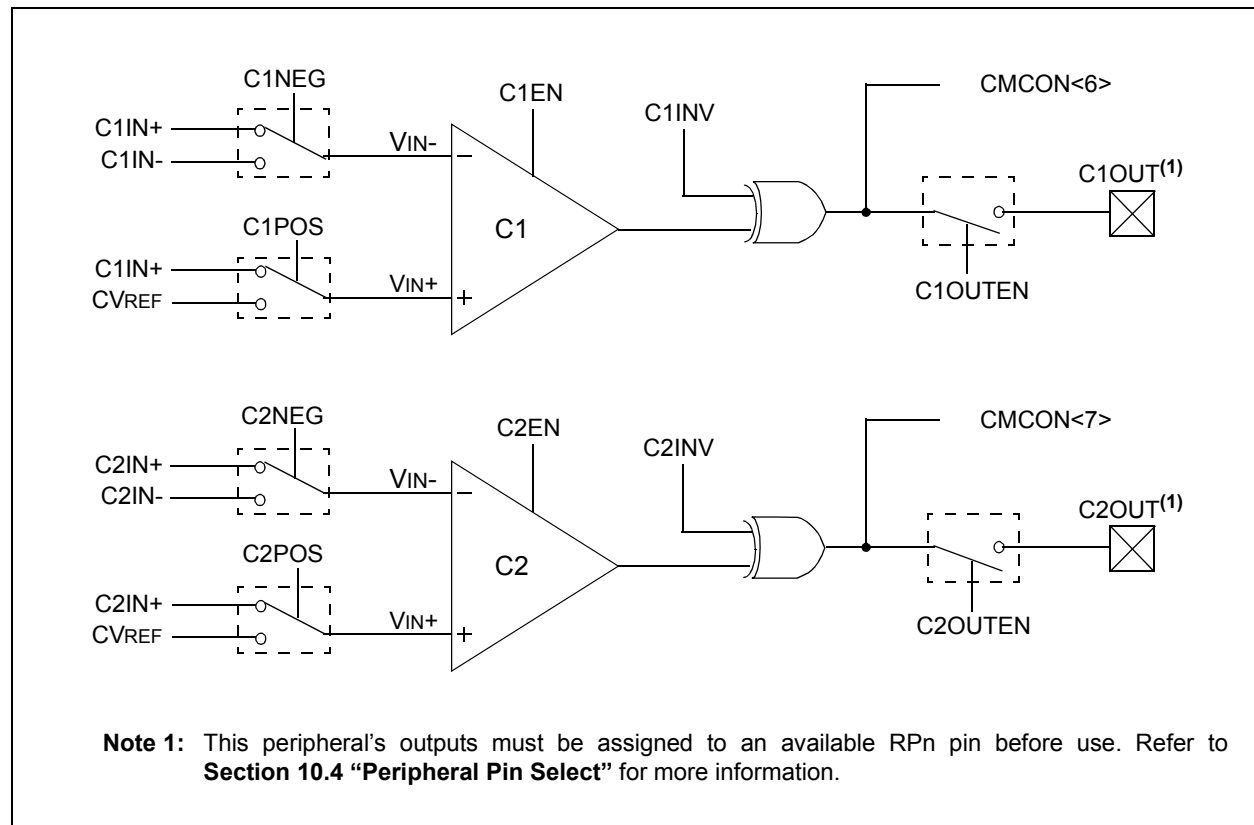 C1NEG
C1EN
CMCON<6>
C1INV
C1IN+
C1IN-
VIN-
−
C1OUT(1)
C1
C1POS
C1IN+
CVREF
VIN+
+
C1OUTEN
C2NEG
C2EN
CMCON<7>
C2INV
C2IN+
C2IN-
VIN-
−
C2OUT(1)
C2
C2POS
C2IN+
CVREF
VIN+
+
C2OUTEN
Note 1: This peripheral's outputs must be assigned to an available RPn pin before use. Refer to
Section 10.4 “Peripheral Pin Select” for more information.